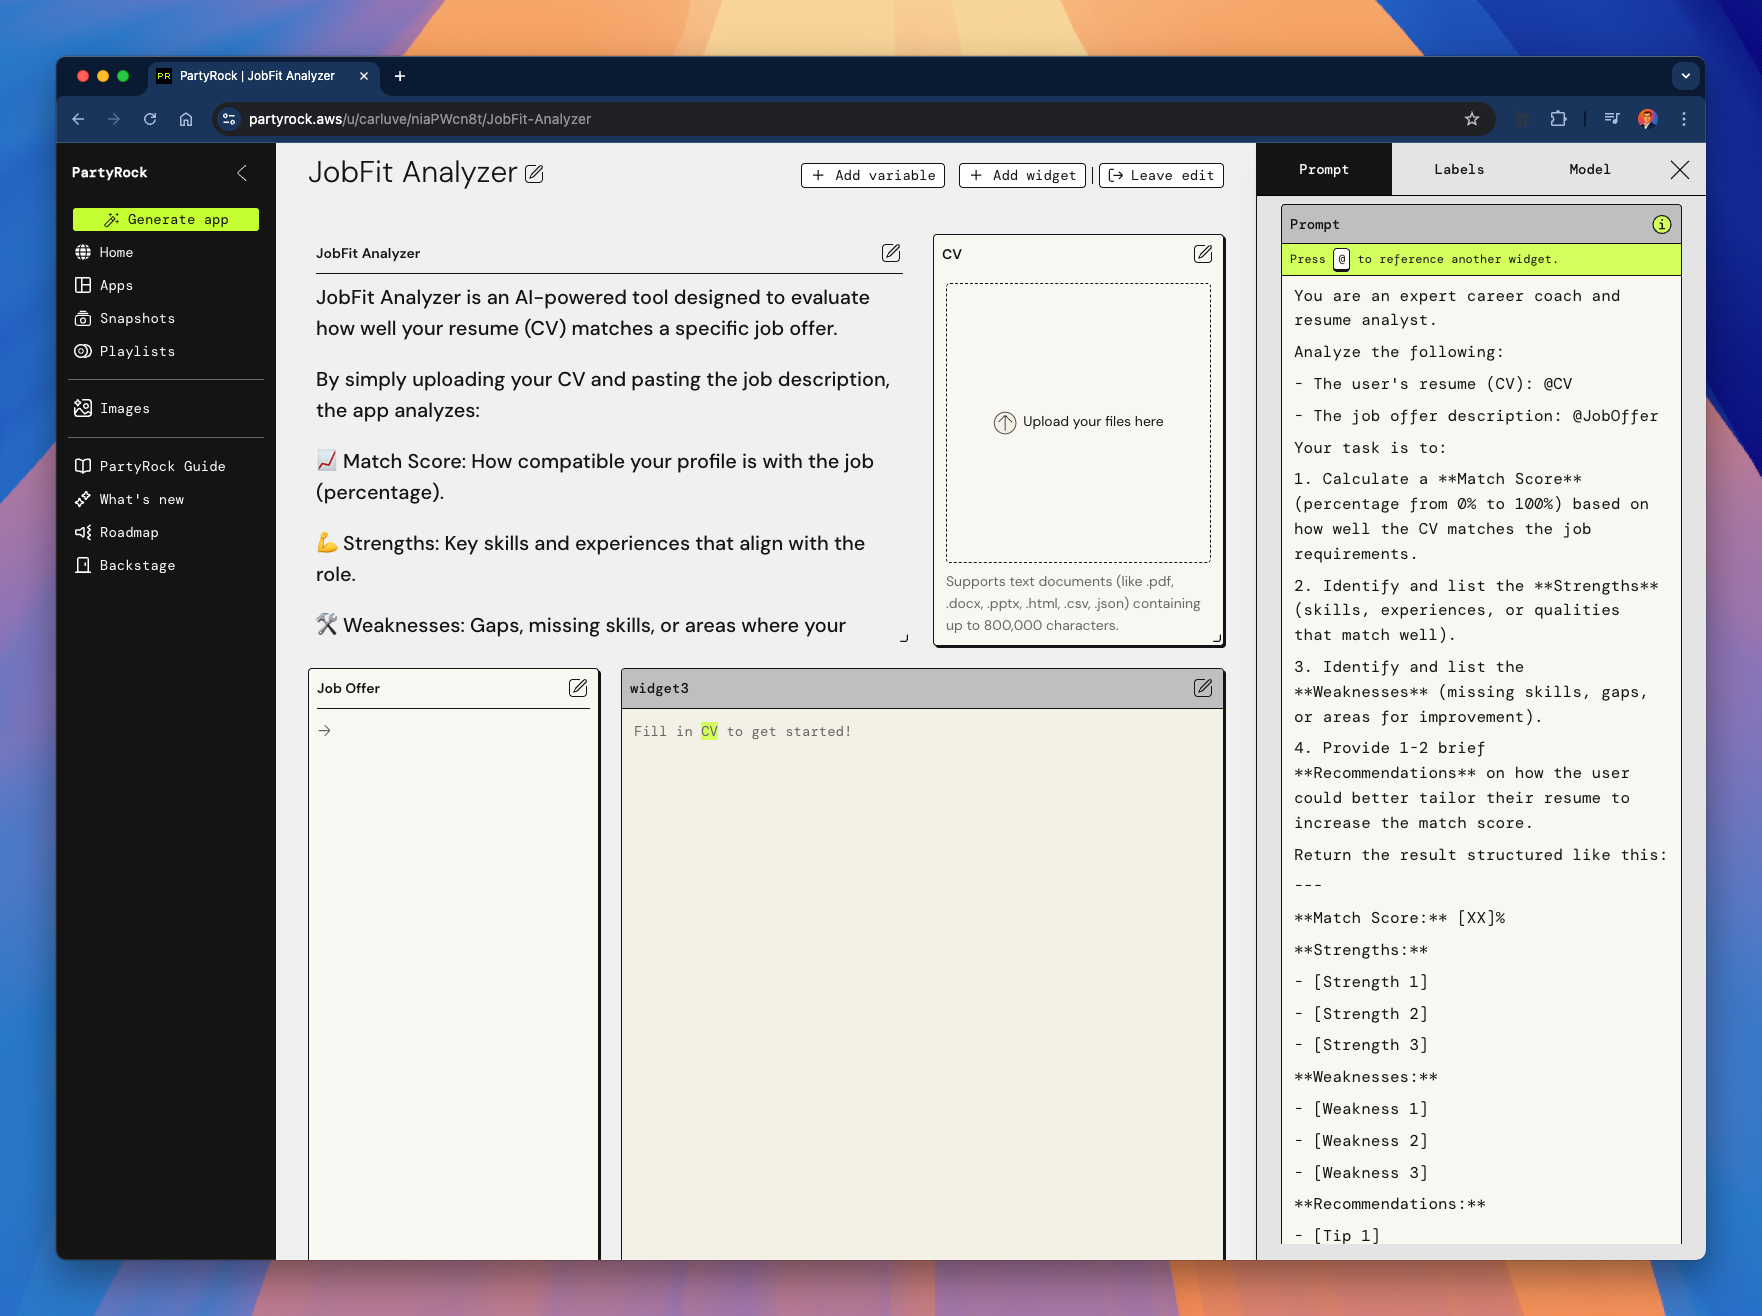 PR PartyRock | JobFit Analyzer
partyrock.aws/u/carluve/niaPWcn8t/JobFit-Analyzer
PartyRock
Generate app
Home
Apps
Snapshots
Playlists
Images
PartyRock Guide
What's new
Roadmap
Backstage
JobFit Analyzer
+ Add variable
+ Add widget
Leave edit
JobFit Analyzer
JobFit Analyzer is an AI-powered tool designed to evaluate
how well your resume (CV) matches a specific job offer.
By simply uploading your CV and pasting the job description,
the app analyzes:
📈 Match Score: How compatible your profile is with the job
(percentage).
💪 Strengths: Key skills and experiences that align with the
role.
🛠️ Weaknesses: Gaps, missing skills, or areas where your
CV
Upload your files here
Supports text documents (like .pdf,
.docx, .pptx, .html, .csv, .json) containing
up to 800,000 characters.
Job Offer
widget3
Fill in CV to get started!
Prompt
Labels
Model
Prompt
Press @ to reference another widget.
You are an expert career coach and
resume analyst.
Analyze the following:
- The user's resume (CV): @CV
- The job offer description: @JobOffer
Your task is to:
1. Calculate a **Match Score**
(percentage from 0% to 100%) based on
how well the CV matches the job
requirements.
2. Identify and list the **Strengths**
(skills, experiences, or qualities
that match well).
3. Identify and list the
**Weaknesses** (missing skills, gaps,
or areas for improvement).
4. Provide 1-2 brief
**Recommendations** on how the user
could better tailor their resume to
increase the match score.
Return the result structured like this:
---
**Match Score:** [XX]%
**Strengths:**
- [Strength 1]
- [Strength 2]
- [Strength 3]
**Weaknesses:**
- [Weakness 1]
- [Weakness 2]
- [Weakness 3]
**Recommendations:**
- [Tip 1]